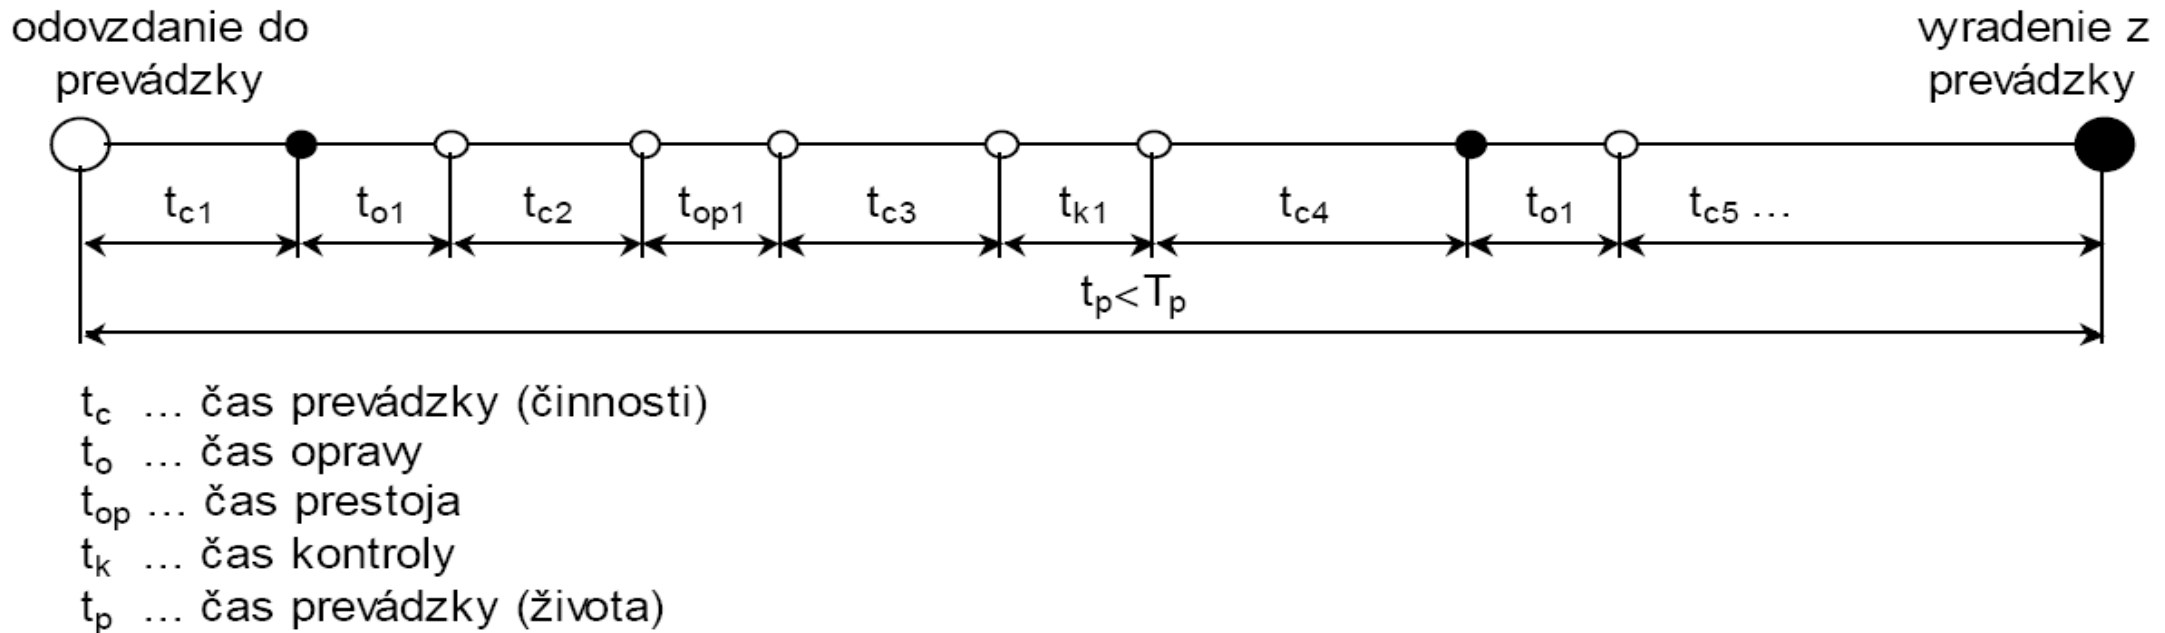 odovzdanie do
prevádzky
vyradenie z
prevádzky
tc1 to1 tc2 top1 tc3 tk1 tc4 to1 tc5 ...
tp<Tp
tc ... čas prevádzky (činnosti)
to ... čas opravy
top ... čas prestoja
tk ... čas kontroly
tp ... čas prevádzky (života)